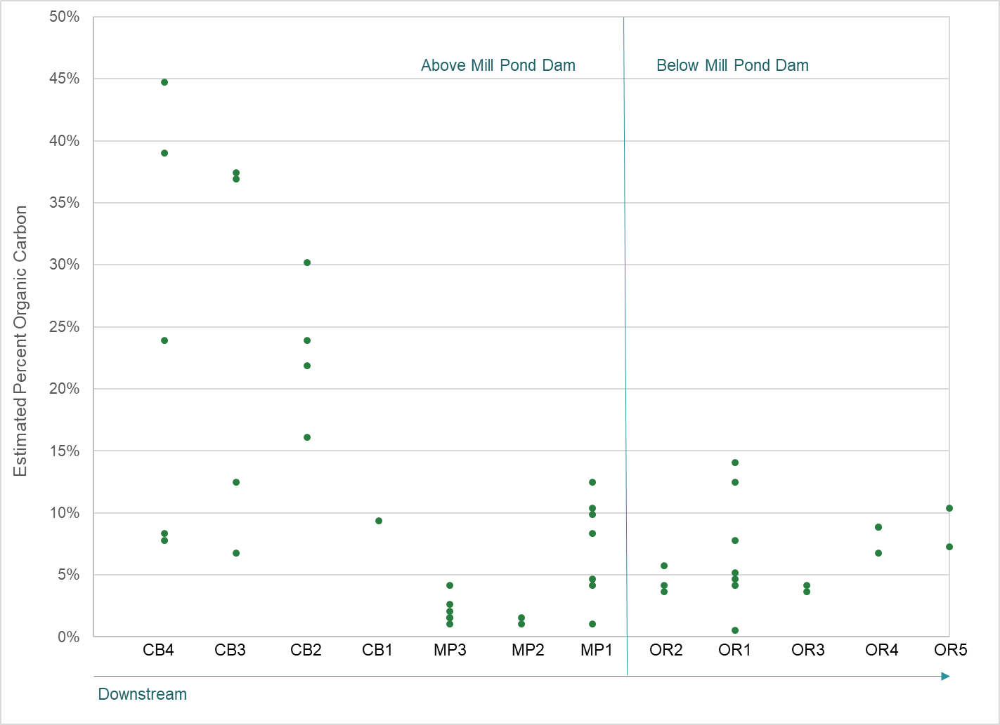 50%
Above Mill Pond Dam Below Mill Pond Dam
45%
40%
35%
30%
25%
20%
15%
10%
5%
0%
Estimated Percent Organic Carbon
CB4 CB3 CB2 CB1 MP3 MP2 MP1 OR2 OR1 OR3 OR4 OR5
Downstream